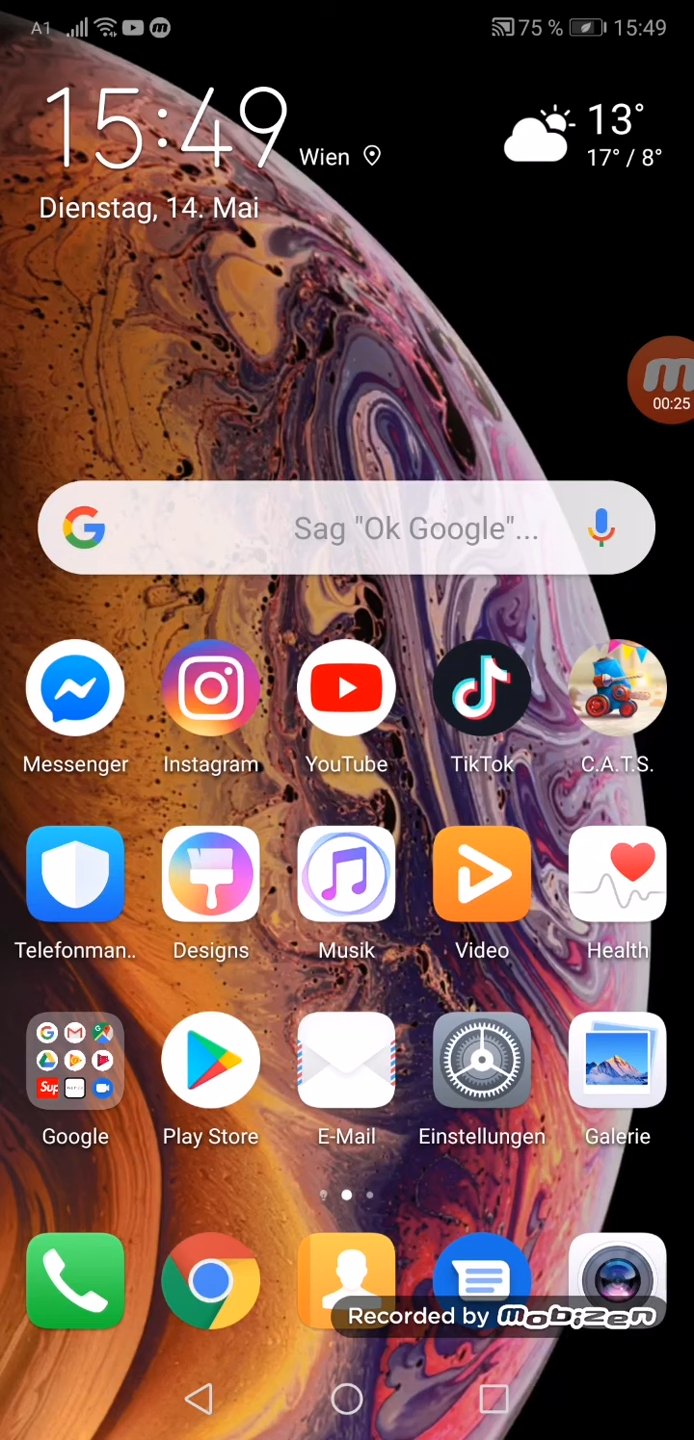 A1 75 % 15:49
15:49 Wien 13°
17° / 8°
Dienstag, 14. Mai
00:25
Sag "Ok Google"...
Messenger Instagram YouTube TikTok C.A.T.S.
Telefonman.. Designs Musik Video Health
Sup
Google Play Store E-Mail Einstellungen Galerie
Recorded by mobizen